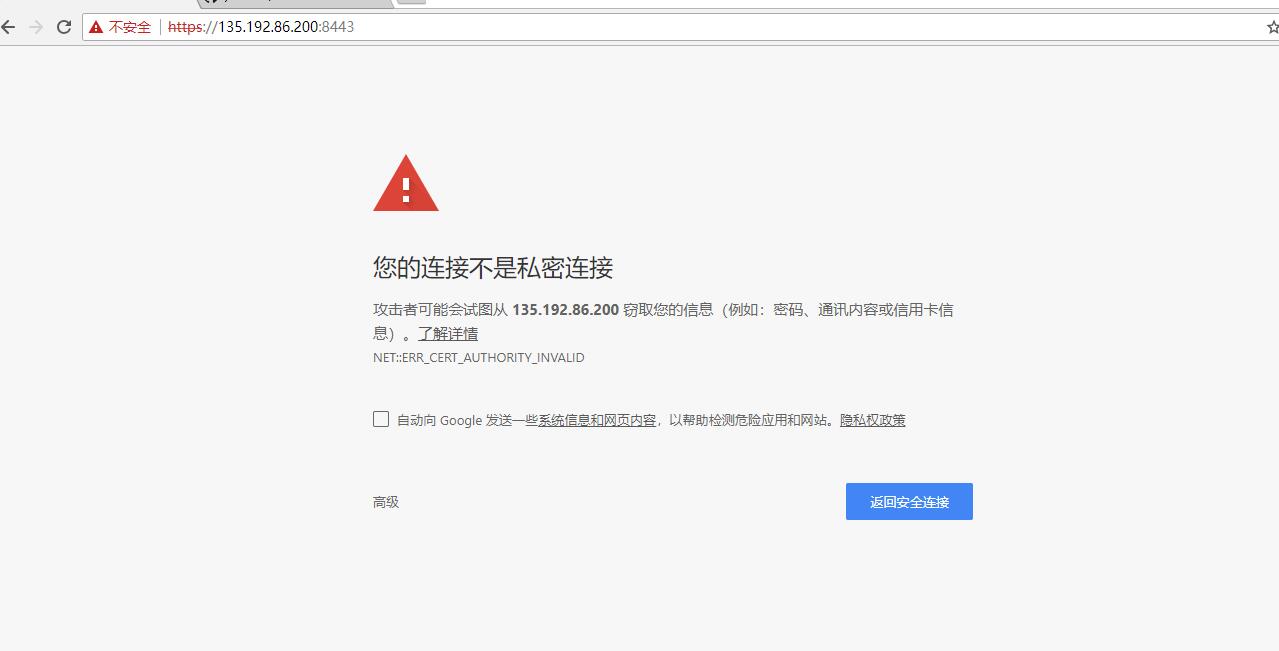 不安全 https://135.192.86.200:8443
您的连接不是私密连接
攻击者可能会试图从 135.192.86.200 窃取您的信息（例如：密码、通讯内容或信用卡信
息）。了解详情
NET::ERR_CERT_AUTHORITY_INVALID
自动向 Google 发送一些系统信息和网页内容，以帮助检测危险应用和网站。隐私权政策
高级
返回安全连接